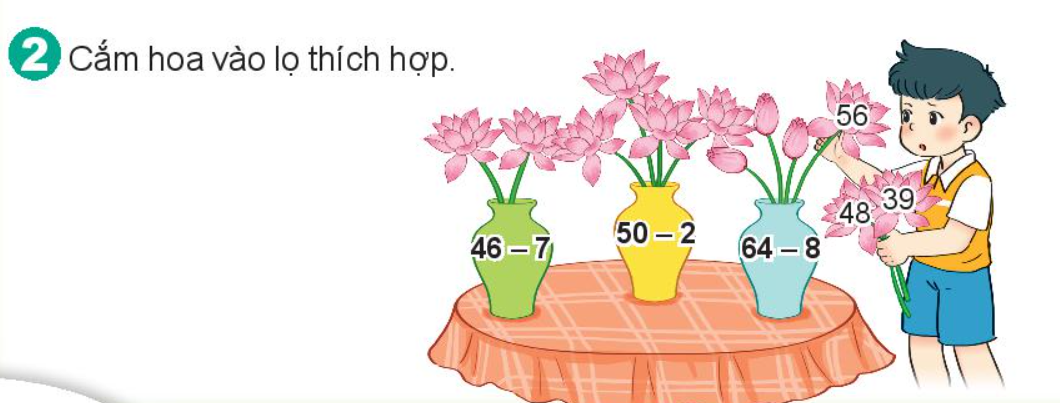 2 Cắm hoa vào lọ thích hợp.
56
48 39
46 – 7 50 – 2 64 – 8